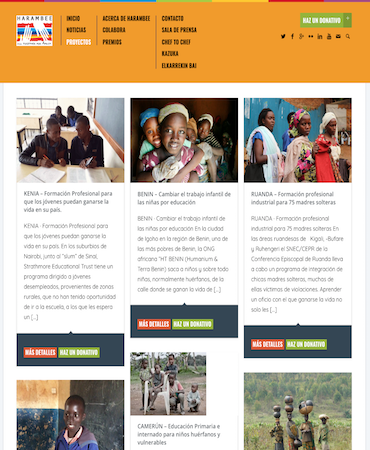 HARAMBEE
INICIO
NOTICIAS
PROYECTOS
ACERCA DE HARAMBEE
COLABORA
PREMIOS
CONTACTO
SALA DE PRENSA
CHEF TO CHEF
KAZUKA
ELKARREKIN BAI
HAZ UN DONATIVO
KENIA – Formación Profesional para
que los jóvenes puedan ganarse la
vida en su país.
KENIA - Formación Profesional para
que los jóvenes puedan ganarse la
vida en su país. En los suburbios de
Nairobi, junto al "slum" de Sinai,
Strathmore Educational Trust tiene un
programa dirigido a jóvenes
desempleados, provenientes de zonas
rurales, que no han tenido oportunidad
de ir a la escuela, a los que les espera
un [...]
MÁS DETALLES HAZ UN DONATIVO
BENIN – Cambiar el trabajo infantil de
las niñas por educación
BENIN - Cambiar el trabajo infantil de
las niñas por educación En la ciudad
de Igolo en la región de Benin, uno de
las más pobres de Benin, la ONG
africana "HT BENIN (Humanium &
Terra Benin) saca a niños y sobre todo
niñas, normalmente huérfanos, de la
calle donde se ganan la vida de [...]
MÁS DETALLES HAZ UN DONATIVO
RUANDA – Formación profesional
industrial para 75 madres solteras
RUANDA - Formación profesional
industrial para 75 madres solteras En
las áreas ruandesas de Kigali, -Butare
y Ruhengeri el SNEC/CEPR de la
Conferencia Episcopal de Ruanda lleva
a cabo un programa de integración de
chicas madres solteras, muchas de
ellas víctimas de violaciones. Aprender
un oficio con el que ganarse la vida no
solo les [...]
MÁS DETALLES HAZ UN DONATIVO
CAMERÚN – Educación Primaria e
internado para niños huérfanos y
vulnerables